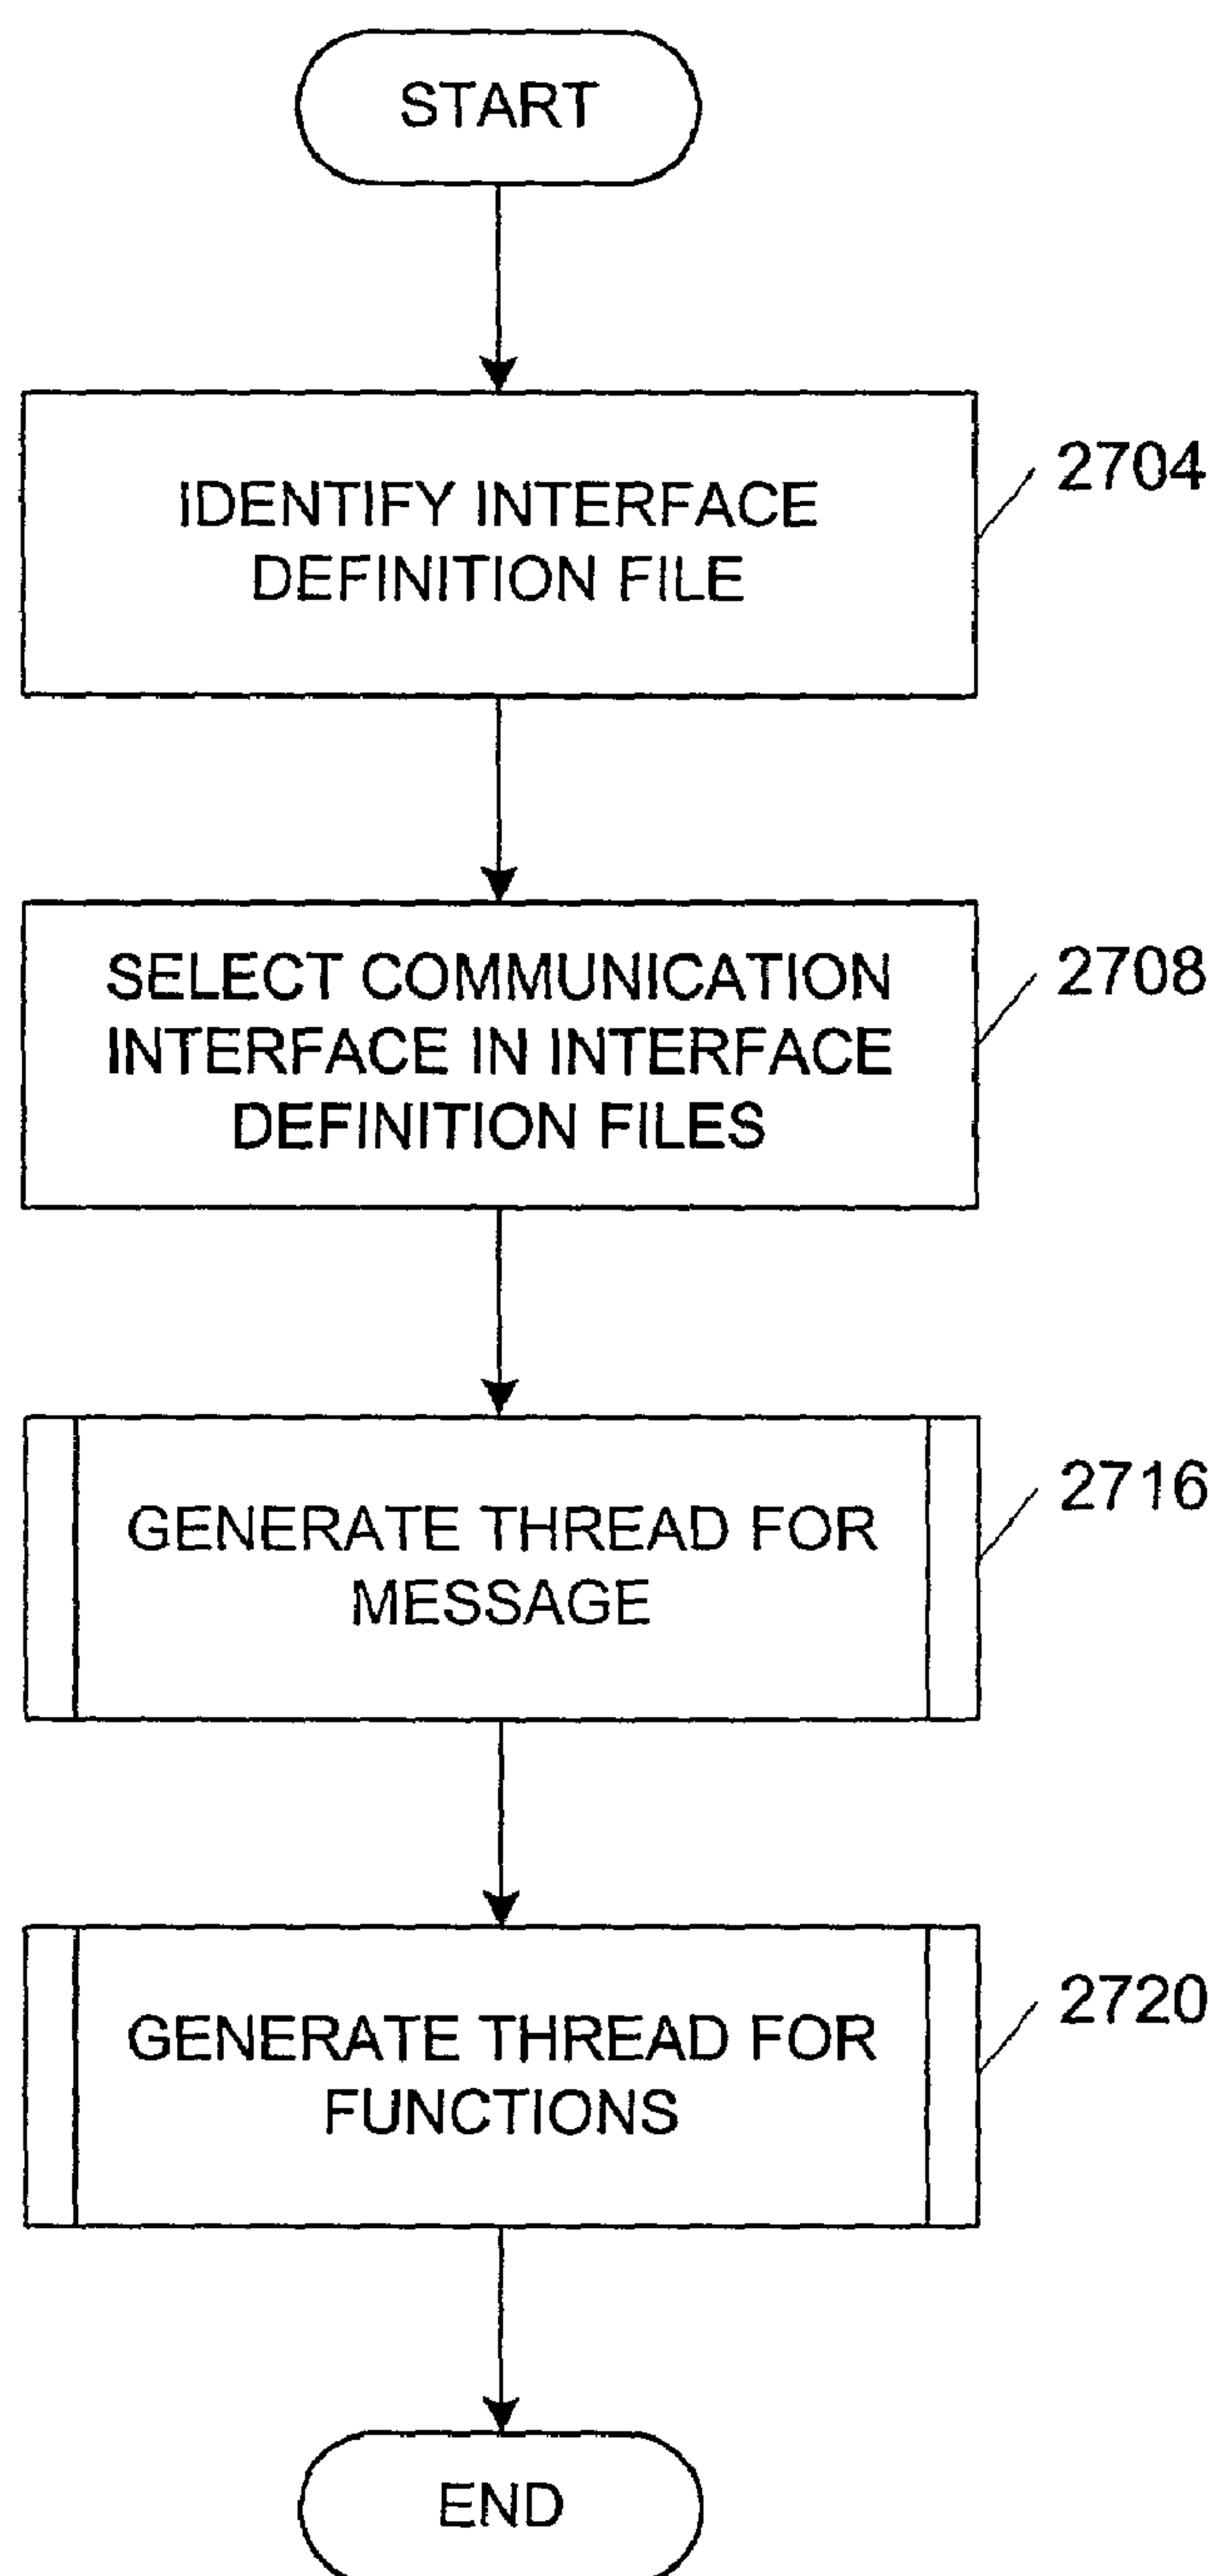 START
IDENTIFY INTERFACE
DEFINITION FILE
2704
SELECT COMMUNICATION
INTERFACE IN INTERFACE
DEFINITION FILES
2708
GENERATE THREAD FOR
MESSAGE
2716
GENERATE THREAD FOR
FUNCTIONS
2720
END